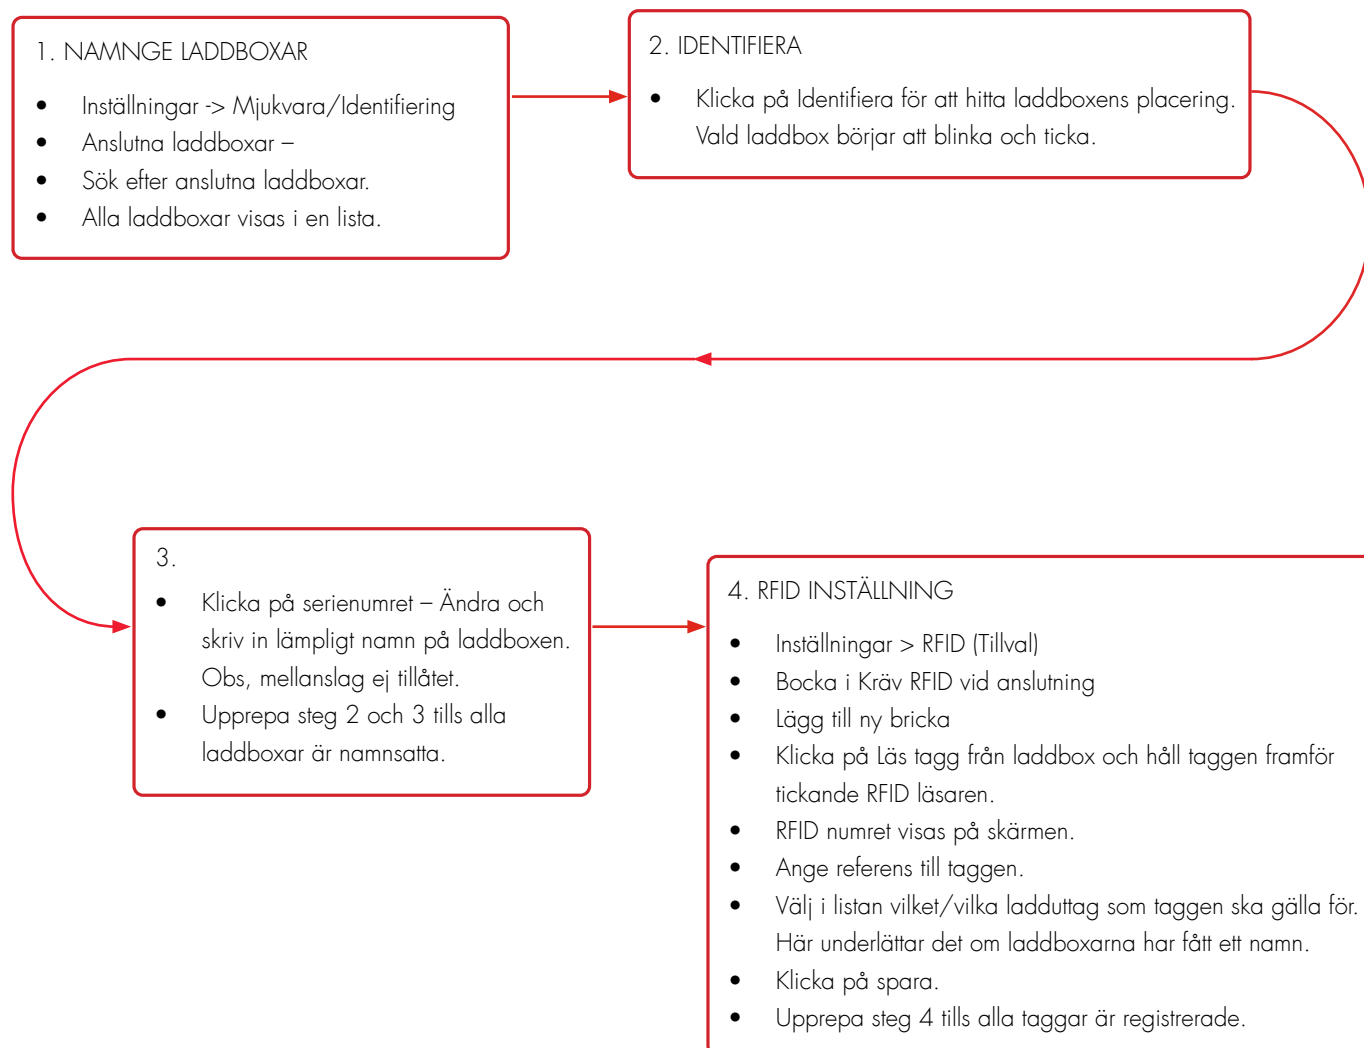 1. NAMNGE LADDBOXAR
• Inställningar -> Mjukvara/Identifiering
• Anslutna laddboxar –
• Sök efter anslutna laddboxar.
• Alla laddboxar visas i en lista.
2. IDENTIFIERA
• Klicka på Identifiera för att hitta laddboxens placering.
Vald laddbox börjar att blinka och ticka.
3.
• Klicka på serienumret – Ändra och
skriv in lämpligt namn på laddboxen.
Obs, mellanslag ej tillåtet.
• Upprepa steg 2 och 3 tills alla
laddboxar är namnsatta.
4. RFID INSTÄLLNING
• Inställningar > RFID (Tillval)
• Bocka i Kräv RFID vid anslutning
• Lägg till ny bricka
• Klicka på Läs tagg från laddbox och håll taggen framför
tickande RFID läsaren.
• RFID numret visas på skärmen.
• Ange referens till taggen.
• Välj i listan vilket/vilka ladduttag som taggen ska gälla för.
Här underlättar det om laddboxarna har fått ett namn.
• Klicka på spara.
• Upprepa steg 4 tills alla taggar är registrerade.